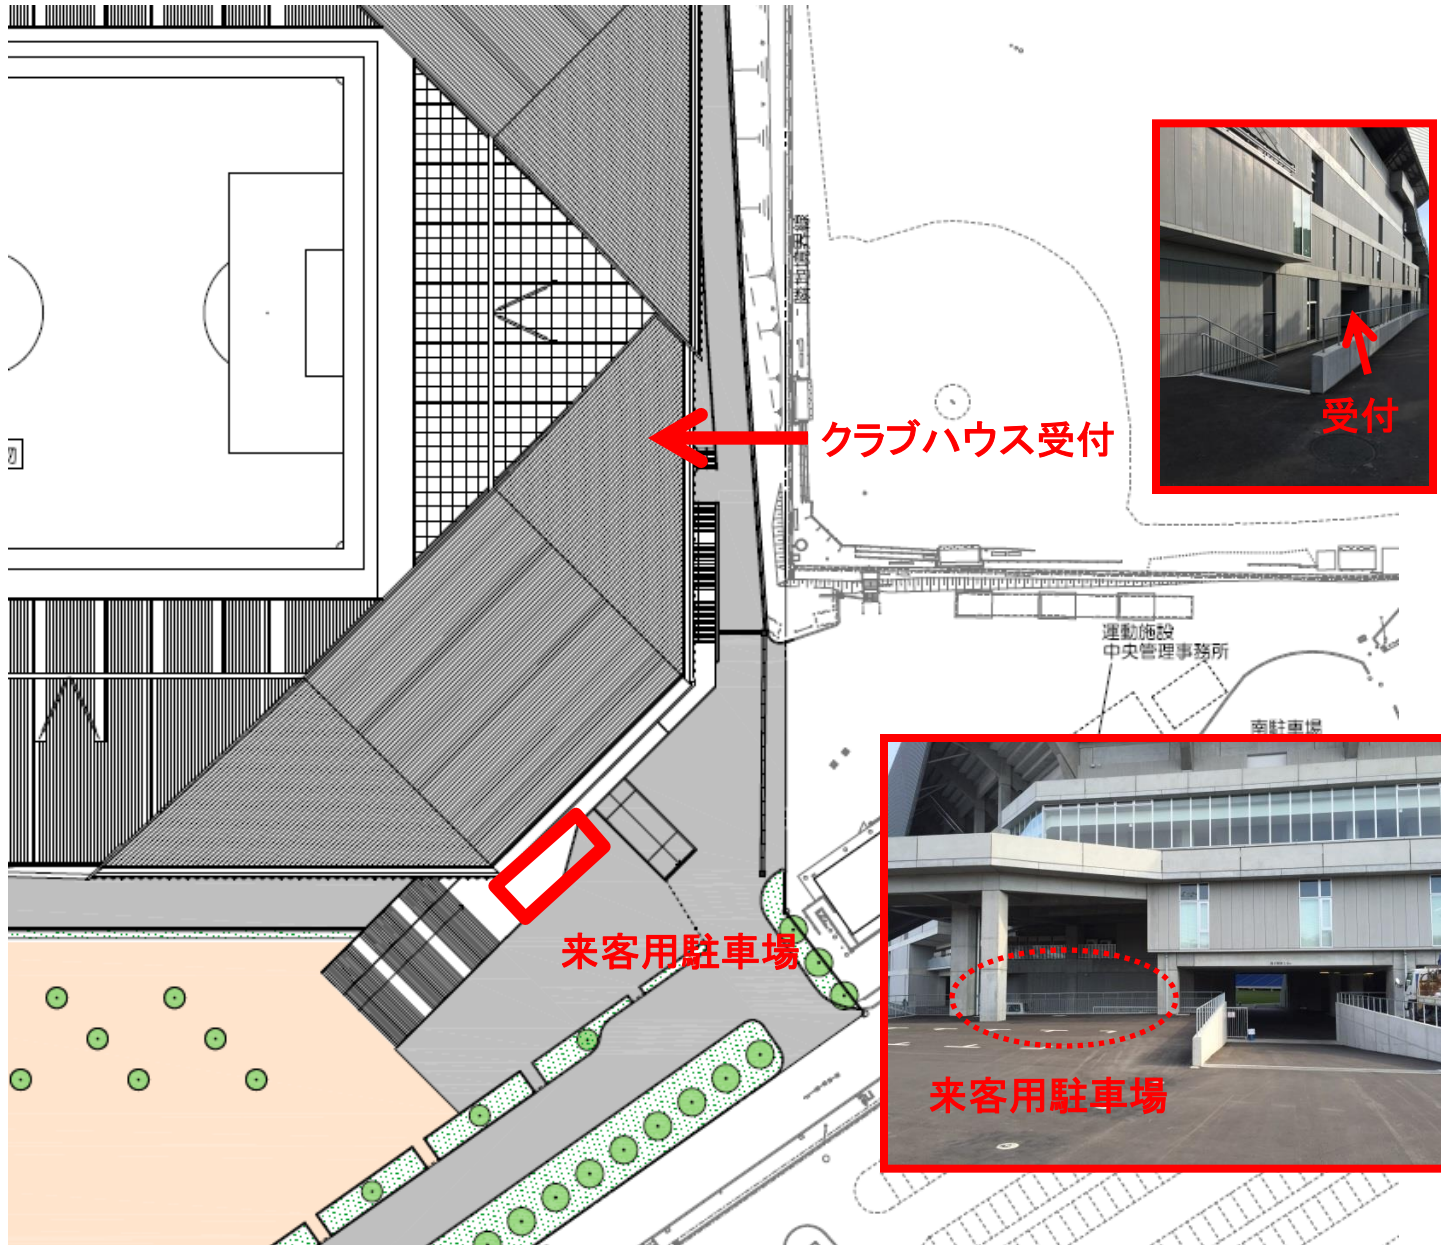 クラブハウス受付
受付
運動施設
中央管理事務所
南駐車場
来客用駐車場
来客用駐車場